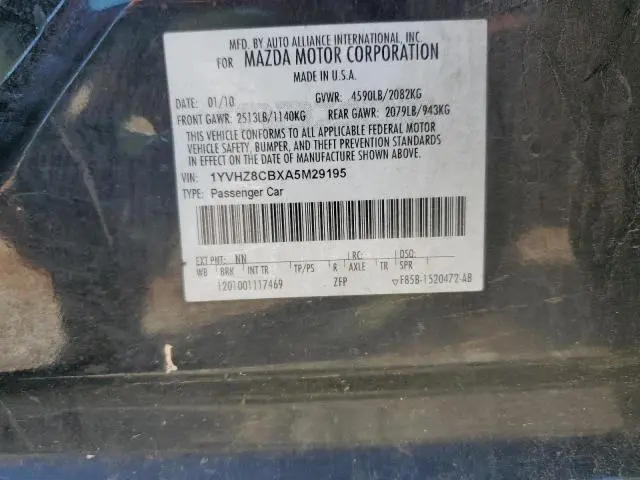 MFD. BY AUTO ALLIANCE INTERNATIONAL, INC.
FOR MAZDA MOTOR CORPORATION
MADE IN U.S.A.
DATE: 01/10 GVWR: 4590LB/2082KG
FRONT GAWR: 2513LB/1140KG REAR GAWR: 2079LB/943KG
THIS VEHICLE CONFORMS TO ALL APPLICABLE FEDERAL MOTOR
VEHICLE SAFETY, BUMPER, AND THEFT PREVENTION STANDARDS
IN EFFECT ON THE DATE OF MANUFACTURE SHOWN ABOVE.
VIN: 1YVHZ8CBXA5M29195
TYPE: Passenger Car
EXT PNT: NN RC: DSO:
WB BRK INT TR TP/PS R AXLE TR SPR
1201001117469 ZFP ▽F85B-1520472-AB